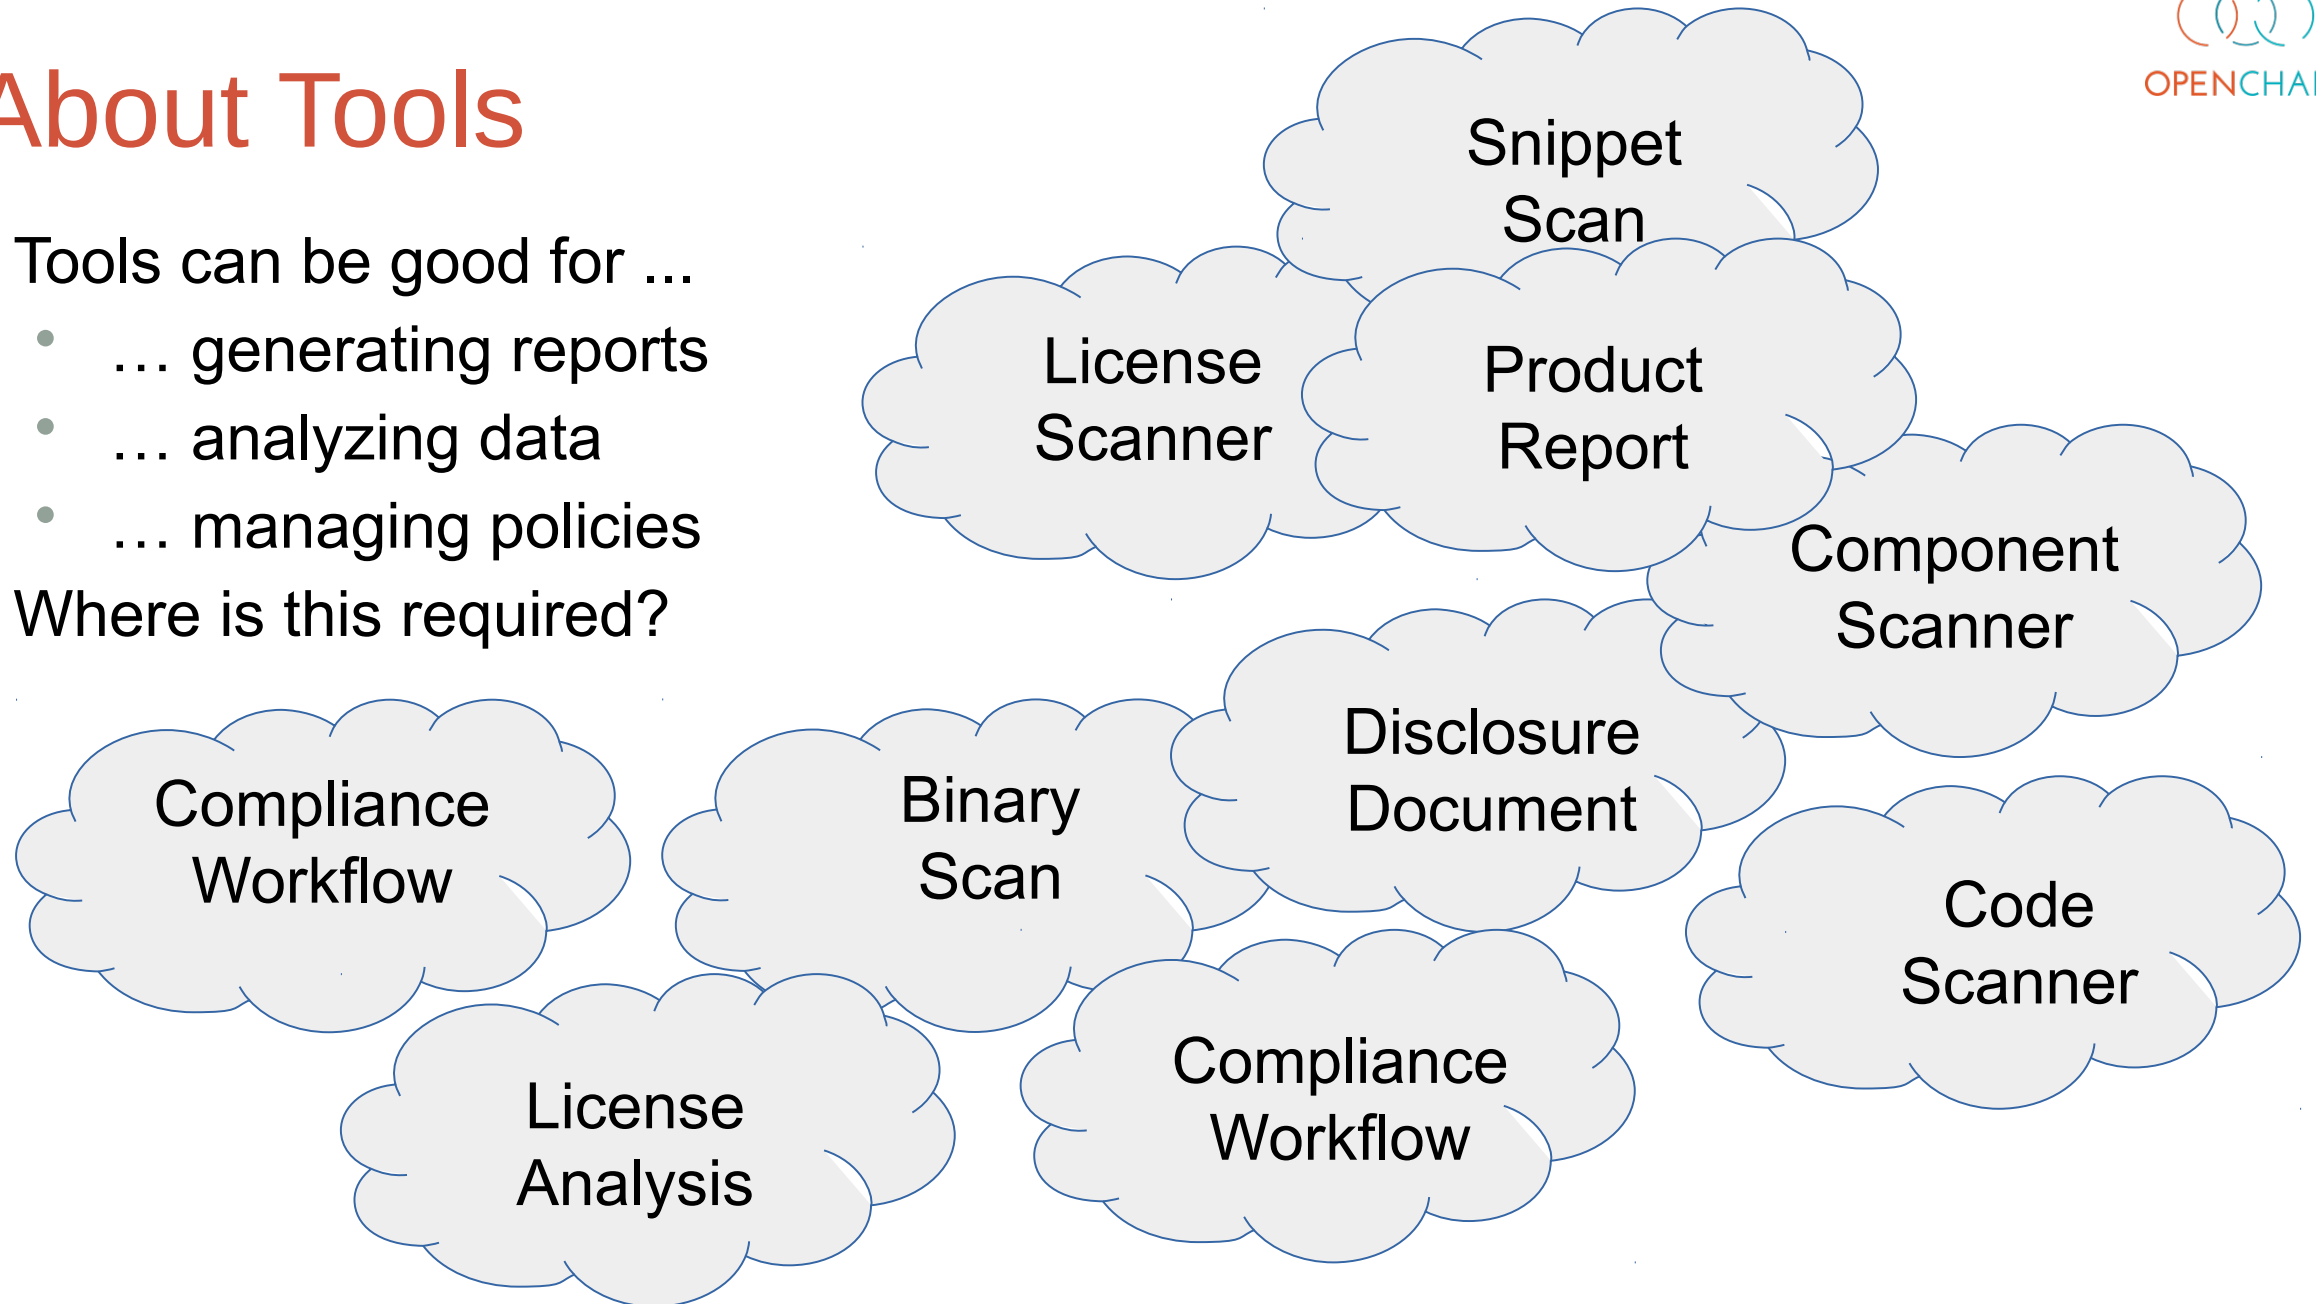 About Tools
OPENCHAI
Tools can be good for ...
• … generating reports
• … analyzing data
• … managing policies
Where is this required?
Snippet
Scan
License
Scanner
Product
Report
Component
Scanner
Disclosure
Document
Compliance
Workflow
Binary
Scan
Code
Scanner
License
Analysis
Compliance
Workflow